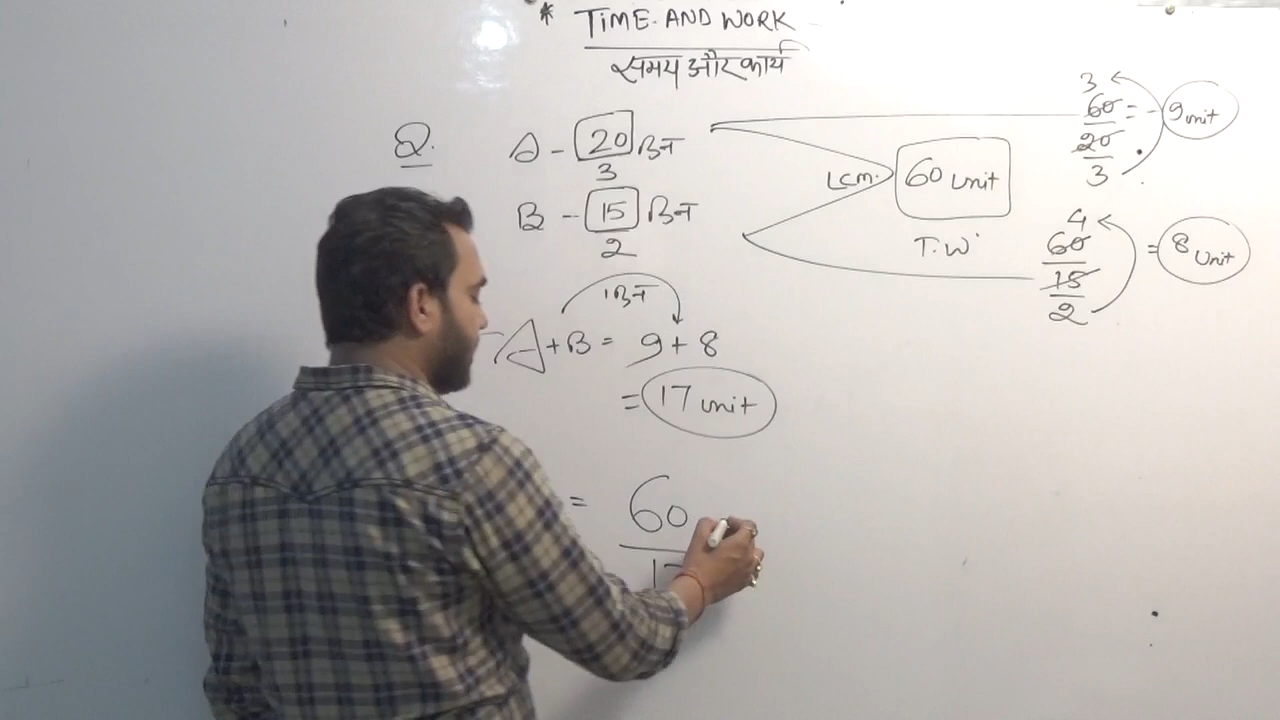 * TIME AND WORK
समय और कार्य
Q. A - 20/3 दिन
B - 15/2 दिन
Lcm. 60 unit
T.W
3
60/20/3 = 9 unit
4
60/15/2 = 8 unit
1 दिन
A + B = 9 + 8
= 17 unit
= 60